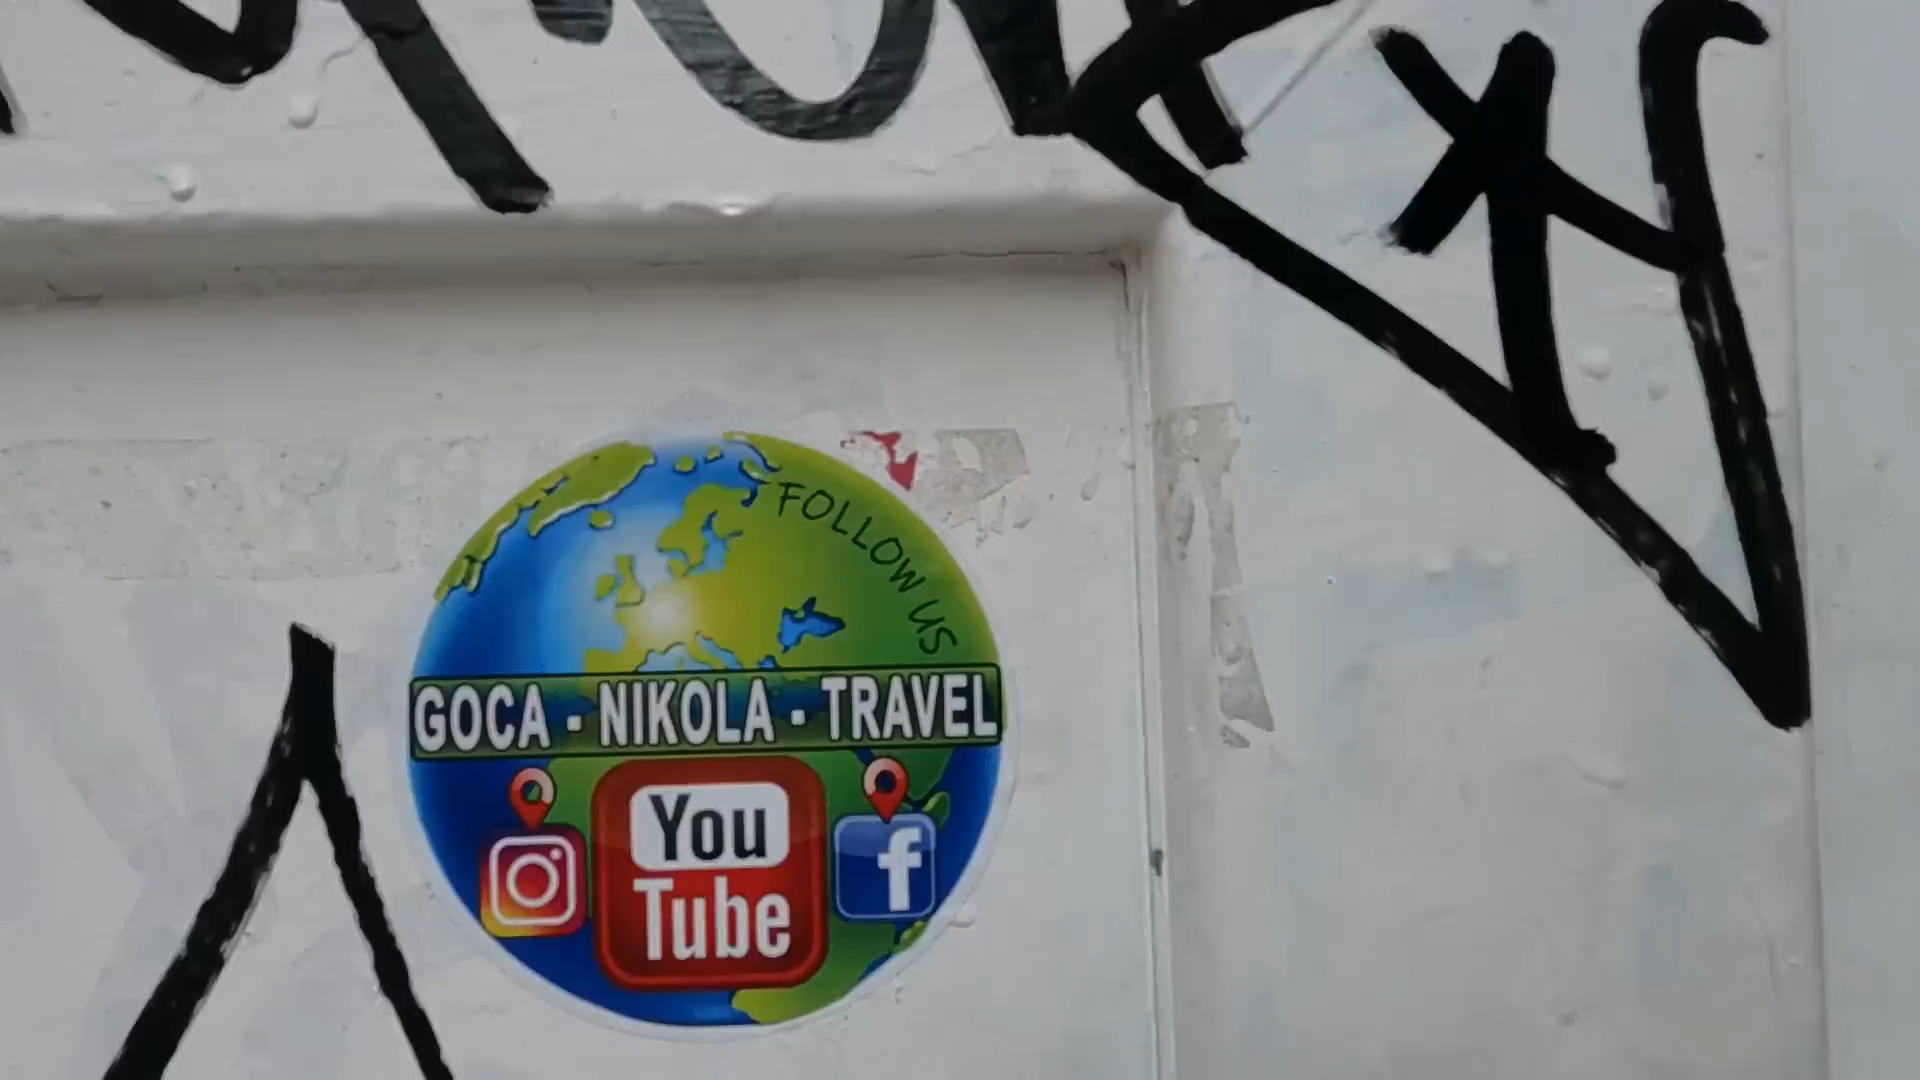 FOLLOW US
GOCA - NIKOLA - TRAVEL
You
Tube
f